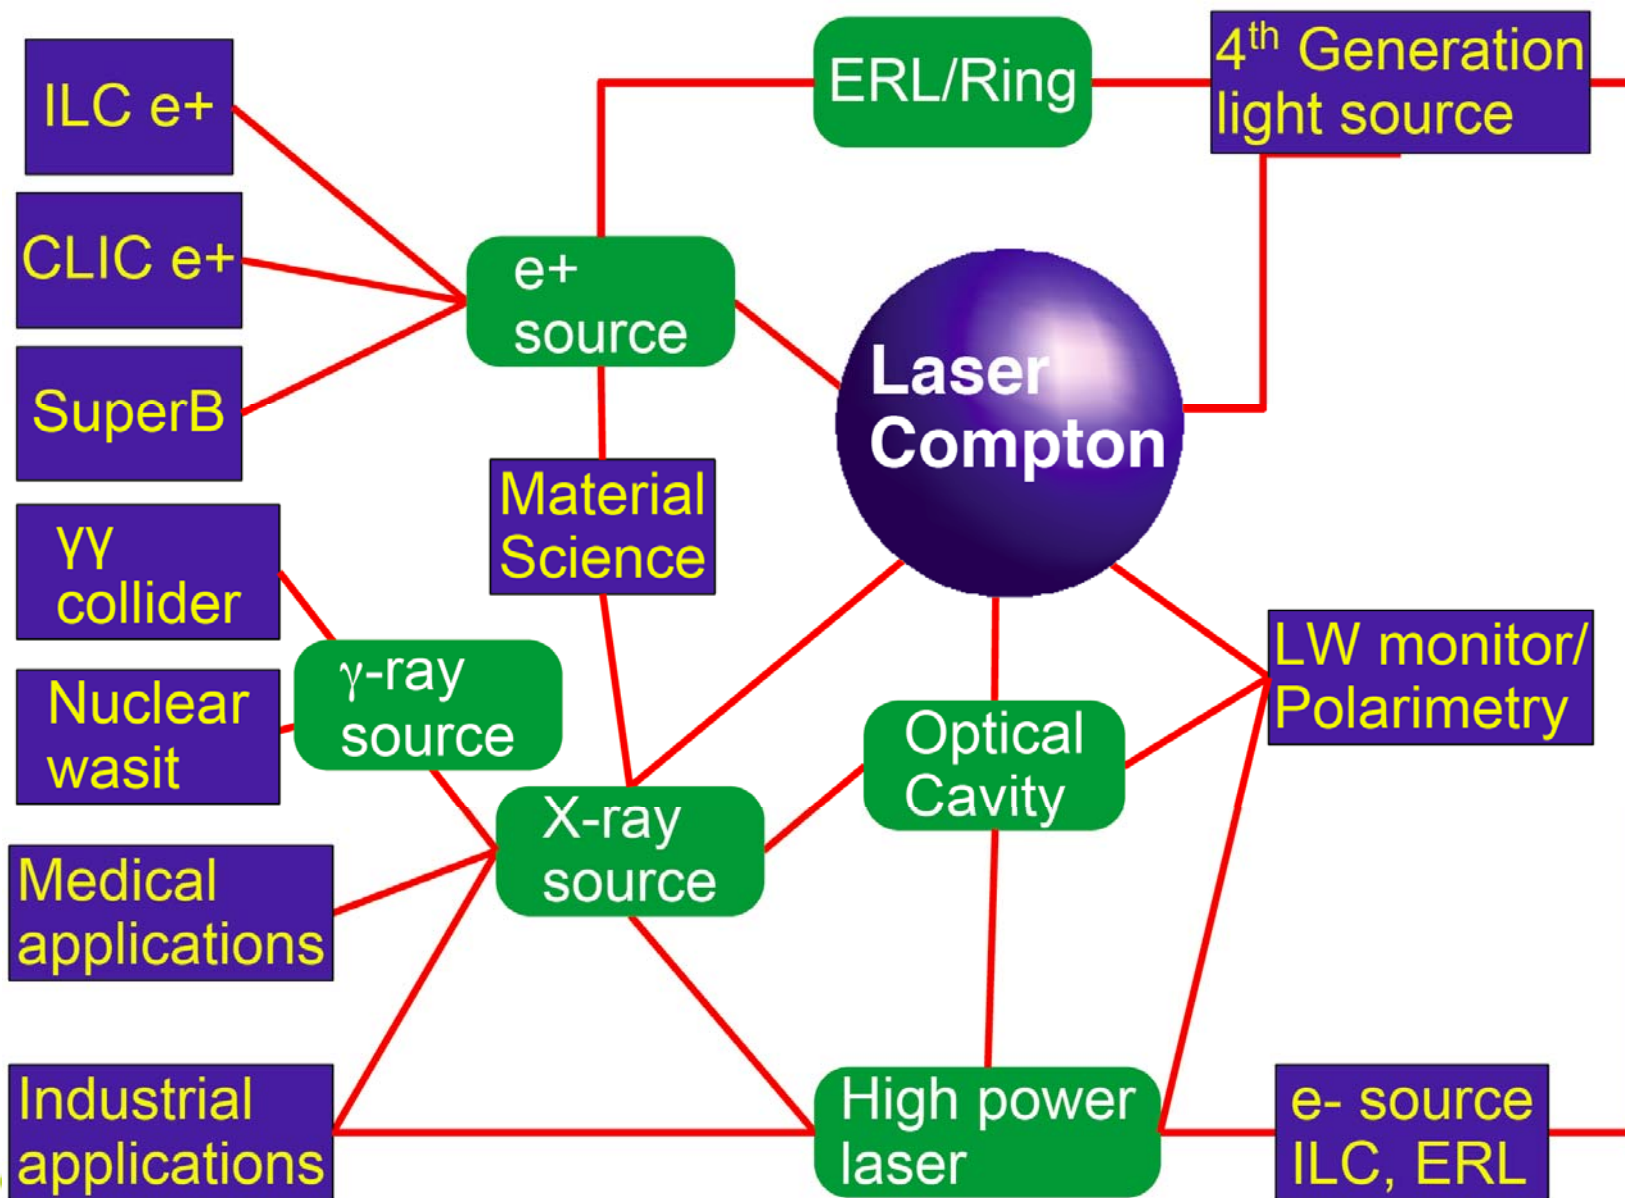 ILC e+
CLIC e+
SuperB
γγ
collider
Nuclear
wasit
Medical
applications
Industrial
applications
e+
source
Material
Science
γ-ray
source
X-ray
source
ERL/Ring
Laser
Compton
Optical
Cavity
High power
laser
4th Generation
light source
LW monitor/
Polarimetry
e- source
ILC, ERL